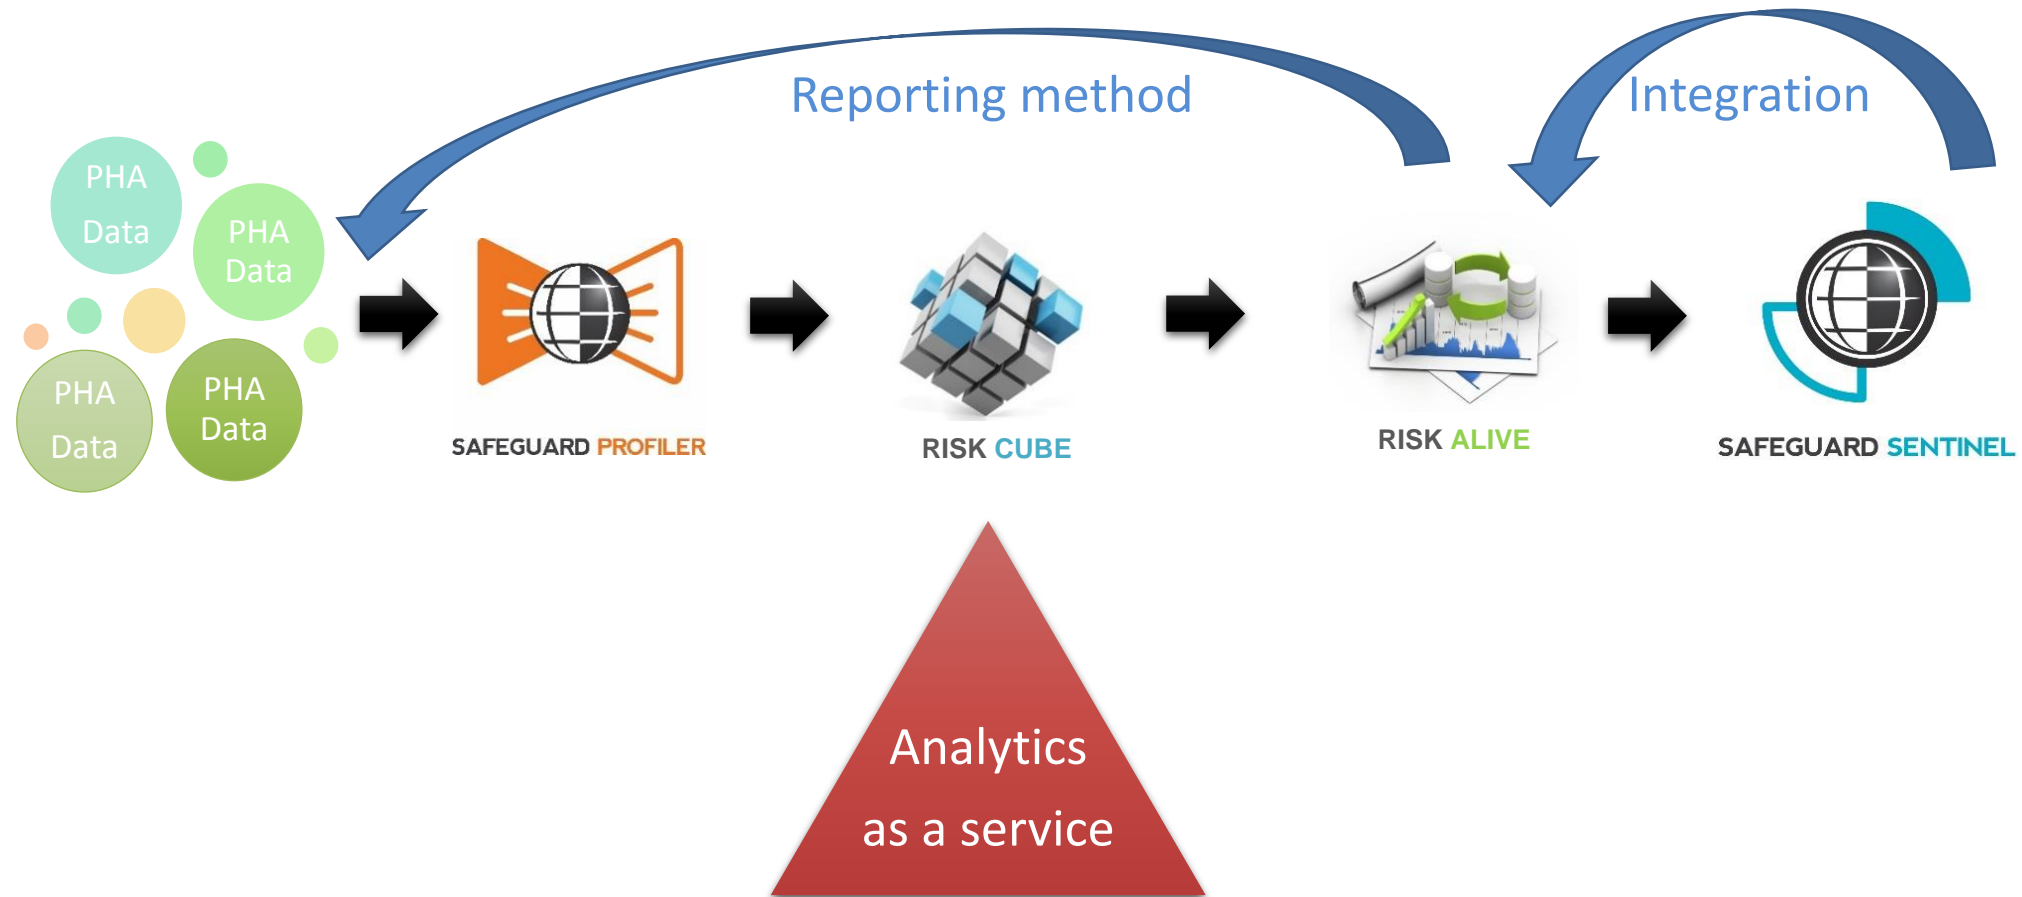 Reporting method
Integration
PHA
Data
PHA
Data
PHA
Data
PHA
Data
SAFEGUARD PROFILER
RISK CUBE
RISK ALIVE
SAFEGUARD SENTINEL
Analytics
as a service